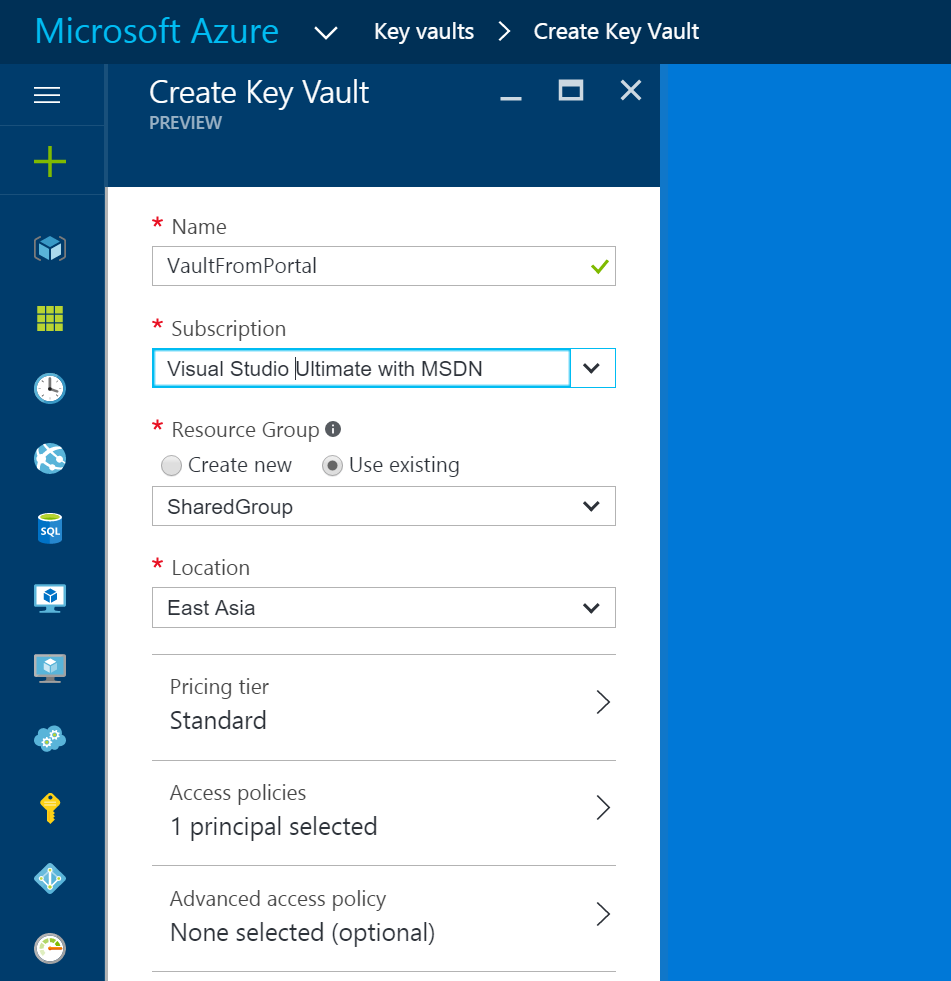 Microsoft Azure Key vaults Create Key Vault
Create Key Vault
PREVIEW
* Name
VaultFromPortal
* Subscription
Visual Studio Ultimate with MSDN
* Resource Group
Create new Use existing
SharedGroup
* Location
East Asia
Pricing tier
Standard
Access policies
1 principal selected
Advanced access policy
None selected (optional)
SQL